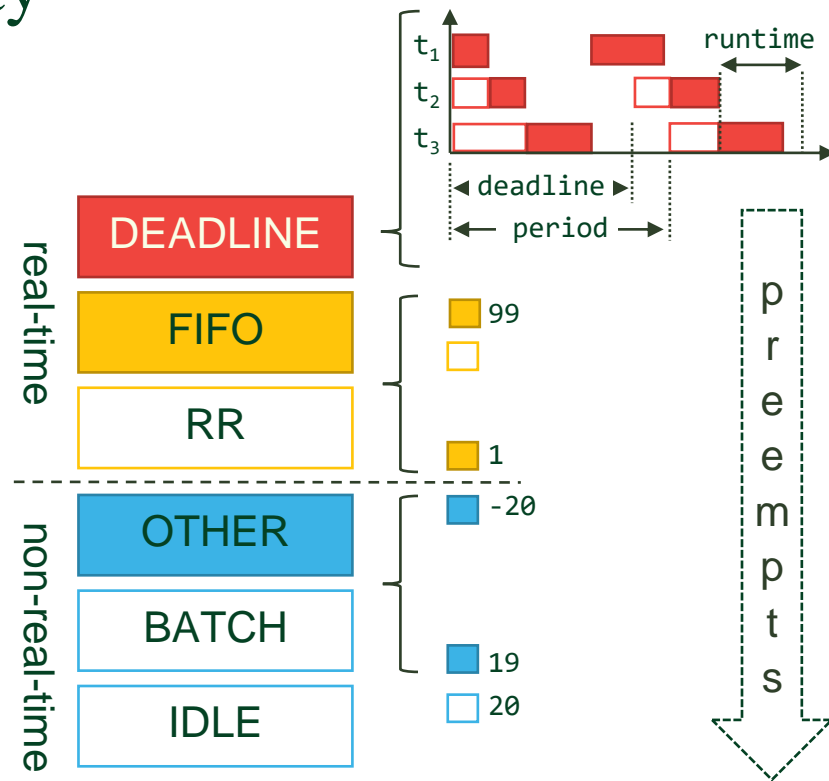 t1
runtime
t2
t3
deadline
period
DEADLINE
real-time
FIFO
99
RR
1
OTHER
-20
non-real-time
BATCH
19
IDLE
20
preempts